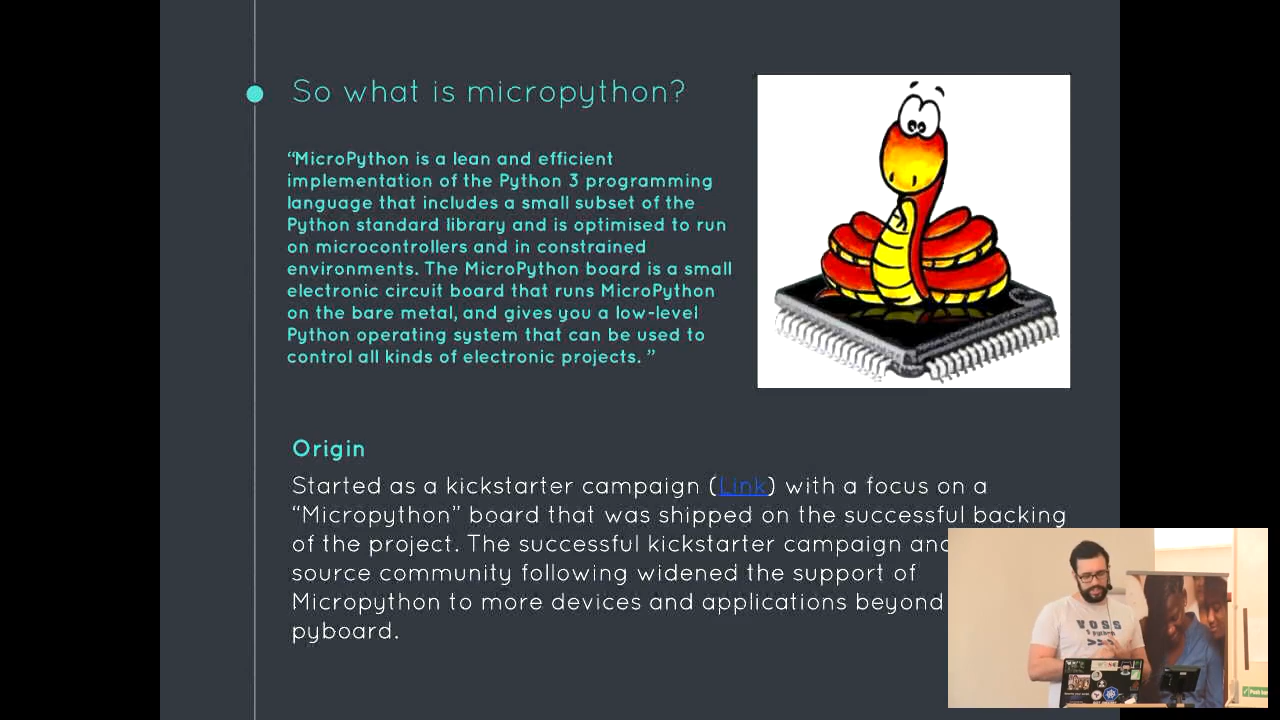 So what is micropython?
“MicroPython is a lean and efficient
implementation of the Python 3 programming
language that includes a small subset of the
Python standard library and is optimised to run
on microcontrollers and in constrained
environments. The MicroPython board is a small
electronic circuit board that runs MicroPython
on the bare metal, and gives you a low-level
Python operating system that can be used to
control all kinds of electronic projects. ”
Origin
Started as a kickstarter campaign (Link) with a focus on a
“Micropython” board that was shipped on the successful backing
of the project. The successful kickstarter campaign and
source community following widened the support of
Micropython to more devices and applications beyond
pyboard.
VOSS
python
>>>